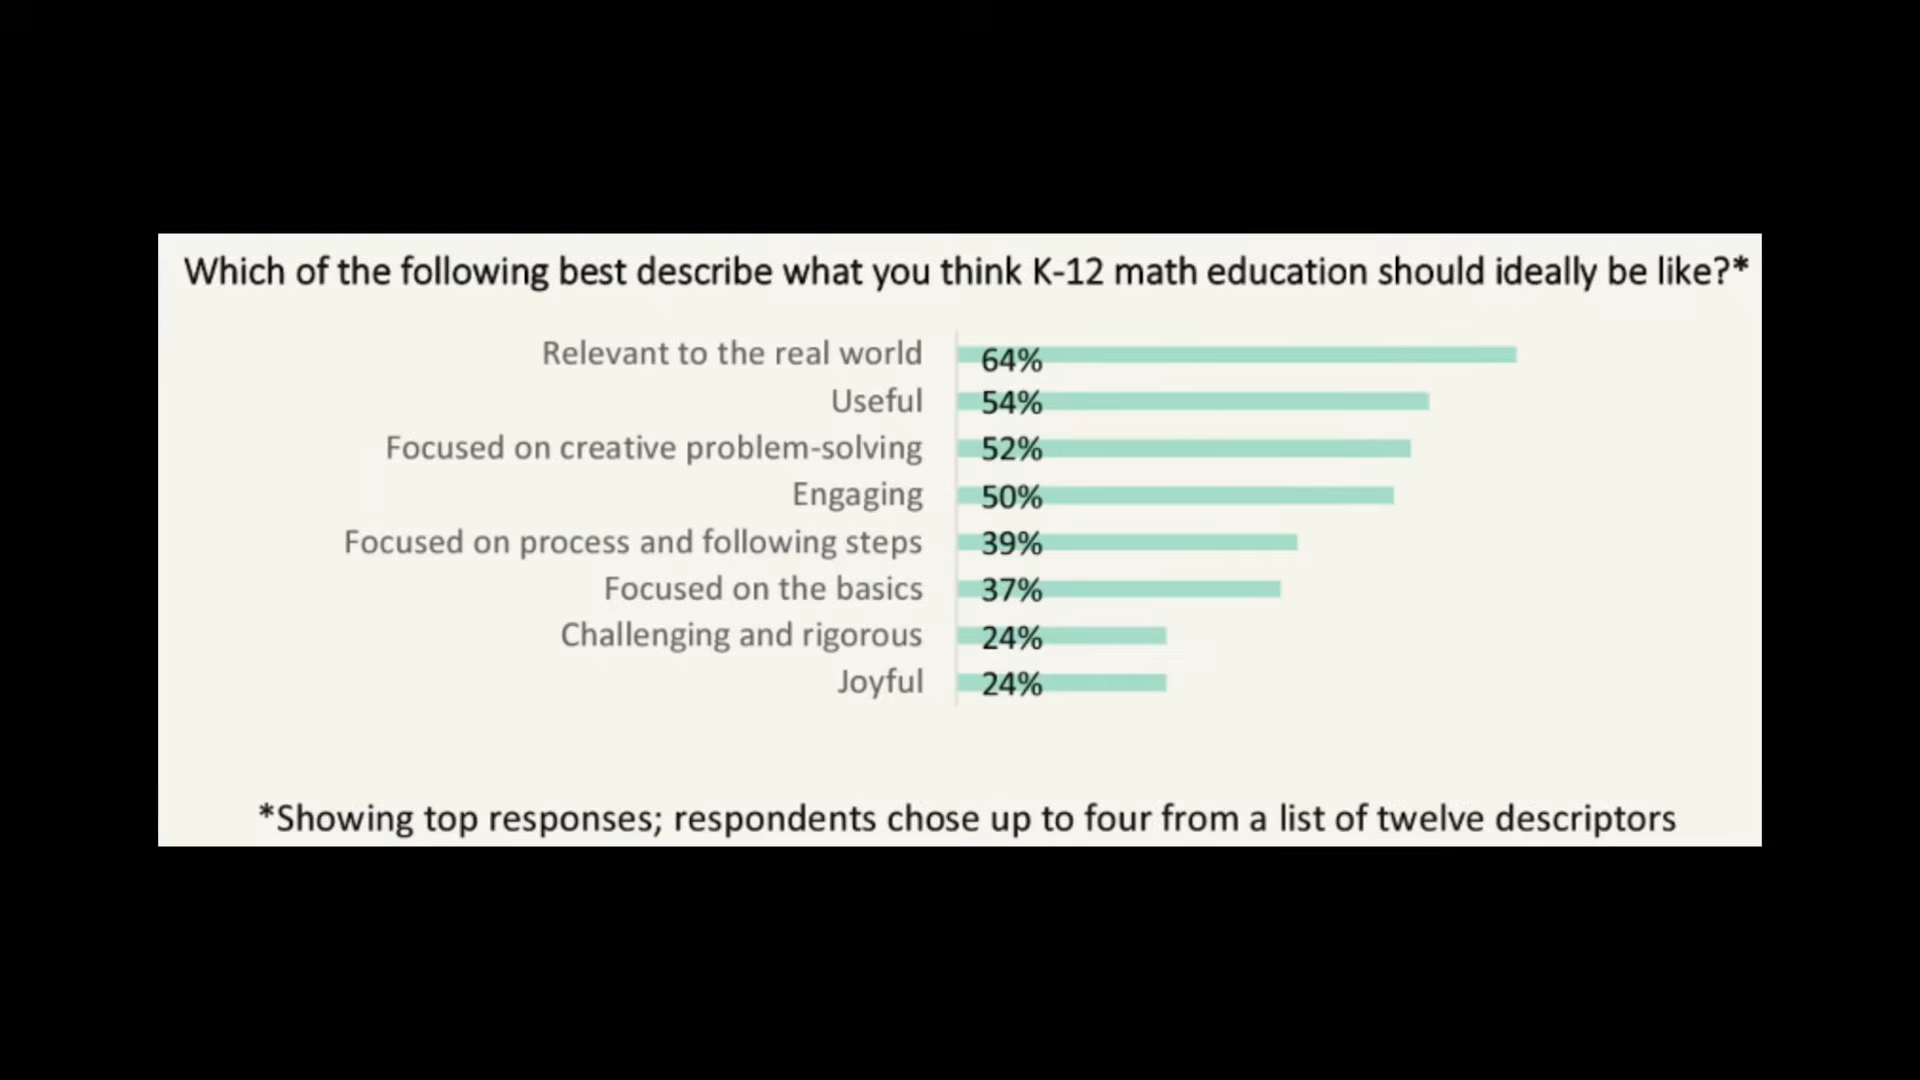 Which of the following best describe what you think K-12 math education should ideally be like?*
Relevant to the real world 64%
Useful 54%
Focused on creative problem-solving 52%
Engaging 50%
Focused on process and following steps 39%
Focused on the basics 37%
Challenging and rigorous 24%
Joyful 24%
*Showing top responses; respondents chose up to four from a list of twelve descriptors